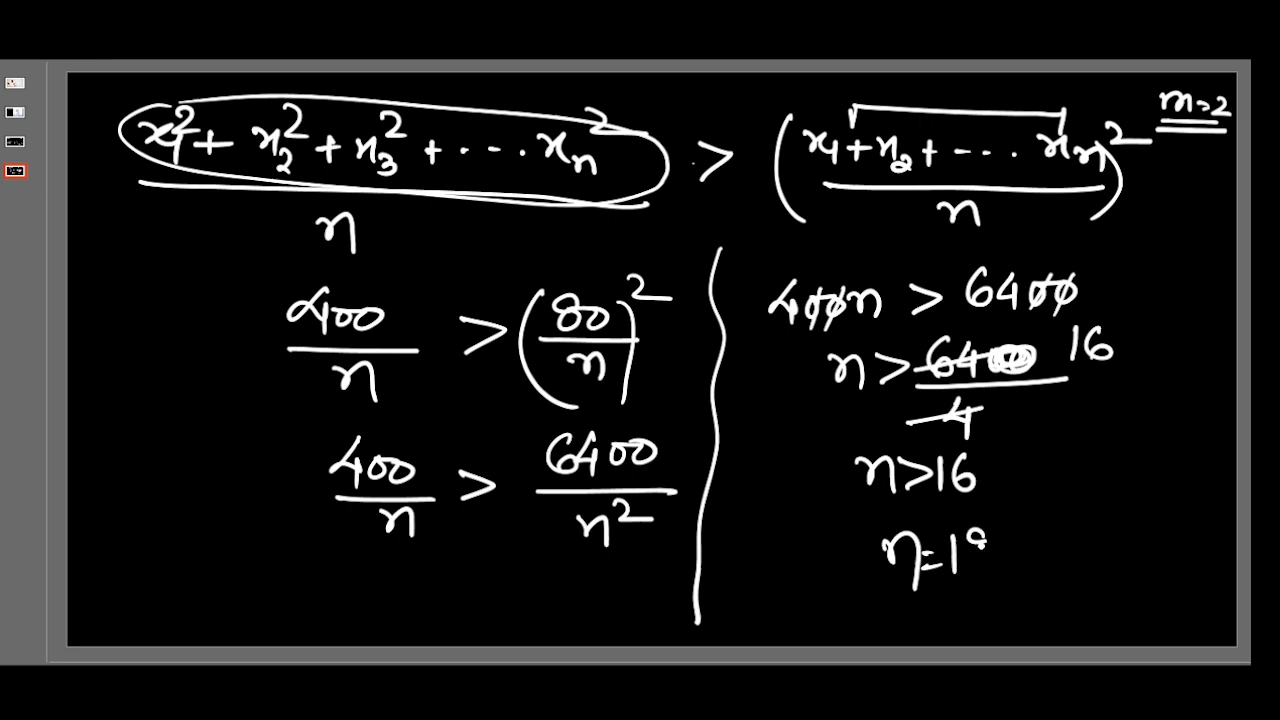 m=2
x₁²+ x₂² + x₃² + ---- xₙ² / n > (x₁+x₂+ --- xₙ / n)²
400/n > (80/n)²
400/n > 6400/n²
400n > 6400
n > 6400/4 16
n>16